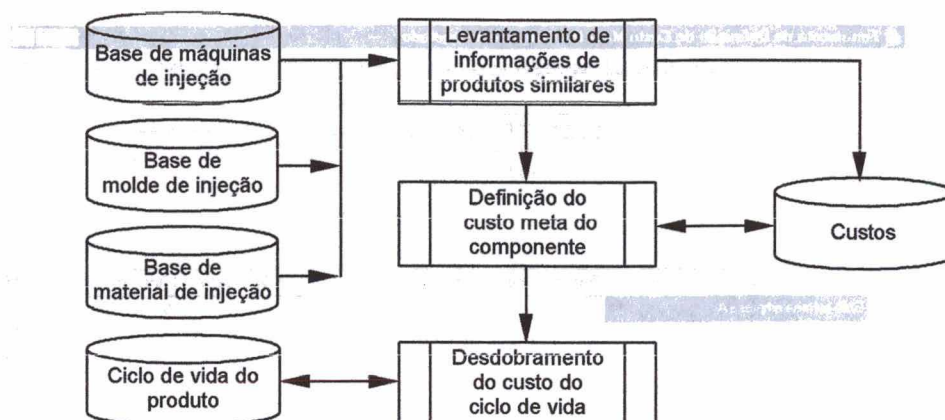 Base de máquinas
de injeção
Levantamento de
informações de
produtos similares
Base de
molde de injeção
Definição do
custo meta do
componente
Custos
Base de
material de injeção
Ciclo de vida do
produto
Desdobramento
do custo do
ciclo de vida